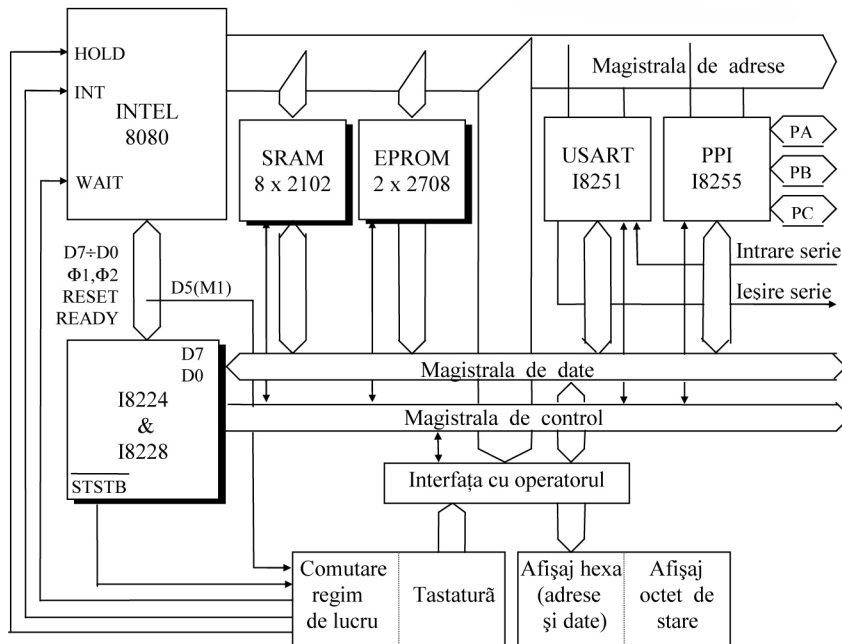 HOLD
INT
INTEL
8080
WAIT
Magistrala de adrese
SRAM
8 x 2102
EPROM
2 x 2708
USART
I8251
PPI
I8255
PA
PB
PC
D7÷D0
Φ1,Φ2
RESET
READY
D5(M1)
Intrare serie
Ieşire serie
D7
D0
Magistrala de date
I8224
&
I8228
STSTB
Magistrala de control
Interfaţa cu operatorul
Comutare
regim
de lucru
Tastatură
Afişaj hexa
(adrese
şi date)
Afişaj
octet de
stare